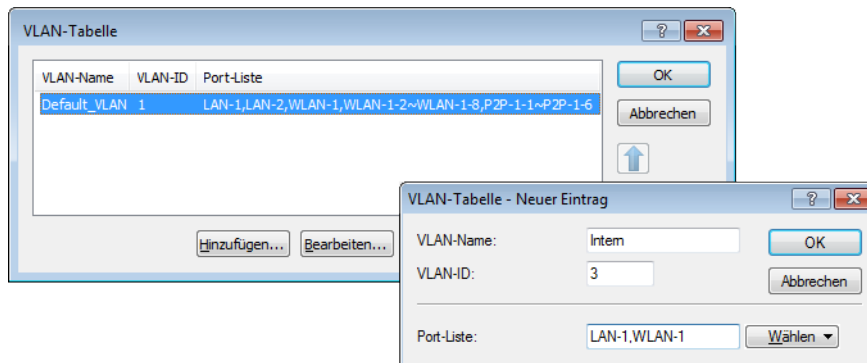 VLAN-Tabelle
VLAN-Name VLAN-ID Port-Liste
Default_VLAN 1 LAN-1,LAN-2,WLAN-1,WLAN-1-2~WLAN-1-8,P2P-1-1~P2P-1-6
OK
Abbrechen
Hinzufügen... Bearbeiten...
VLAN-Tabelle - Neuer Eintrag
VLAN-Name: Intern
OK
VLAN-ID: 3
Abbrechen
Port-Liste: LAN-1,WLAN-1 Wählen